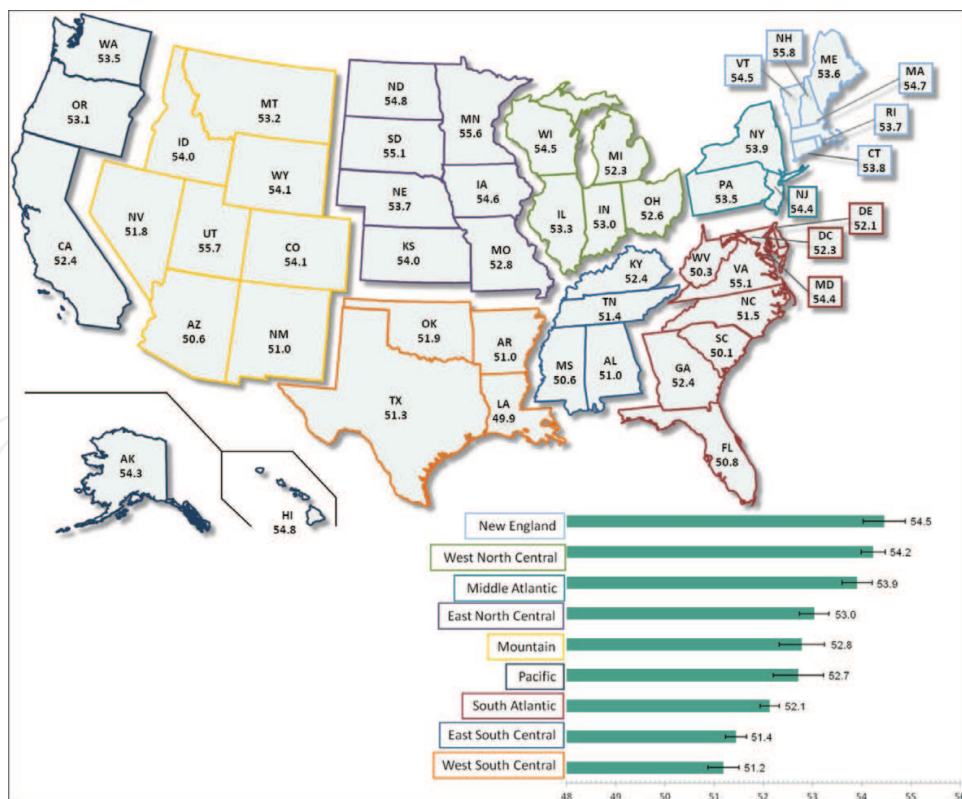 WA
53.5
OR
53.1
CA
52.4
MT
53.2
ID
54.0
WY
54.1
NV
51.8
UT
55.7
CO
54.1
AZ
50.6
NM
51.0
ND
54.8
SD
55.1
NE
53.7
KS
54.0
MN
55.6
IA
54.6
MO
52.8
WI
54.5
MI
52.3
IL
53.3
IN
53.0
OH
52.6
NH
55.8
VT
54.5
ME
53.6
MA
54.7
RI
53.7
CT
53.8
NY
53.9
PA
53.5
NJ
54.4
DE
52.1
DC
52.3
MD
54.4
WV
50.3
VA
55.1
NC
51.5
SC
50.1
GA
52.4
FL
50.8
KY
52.4
TN
51.4
MS
50.6
AL
51.0
OK
51.9
AR
51.0
TX
51.3
LA
49.9
AK
54.3
HI
54.8
New England 54.5
West North Central 54.2
Middle Atlantic 53.9
East North Central 53.0
Mountain 52.8
Pacific 52.7
South Atlantic 52.1
East South Central 51.4
West South Central 51.2
48 49 50 51 52 53 54 55 56